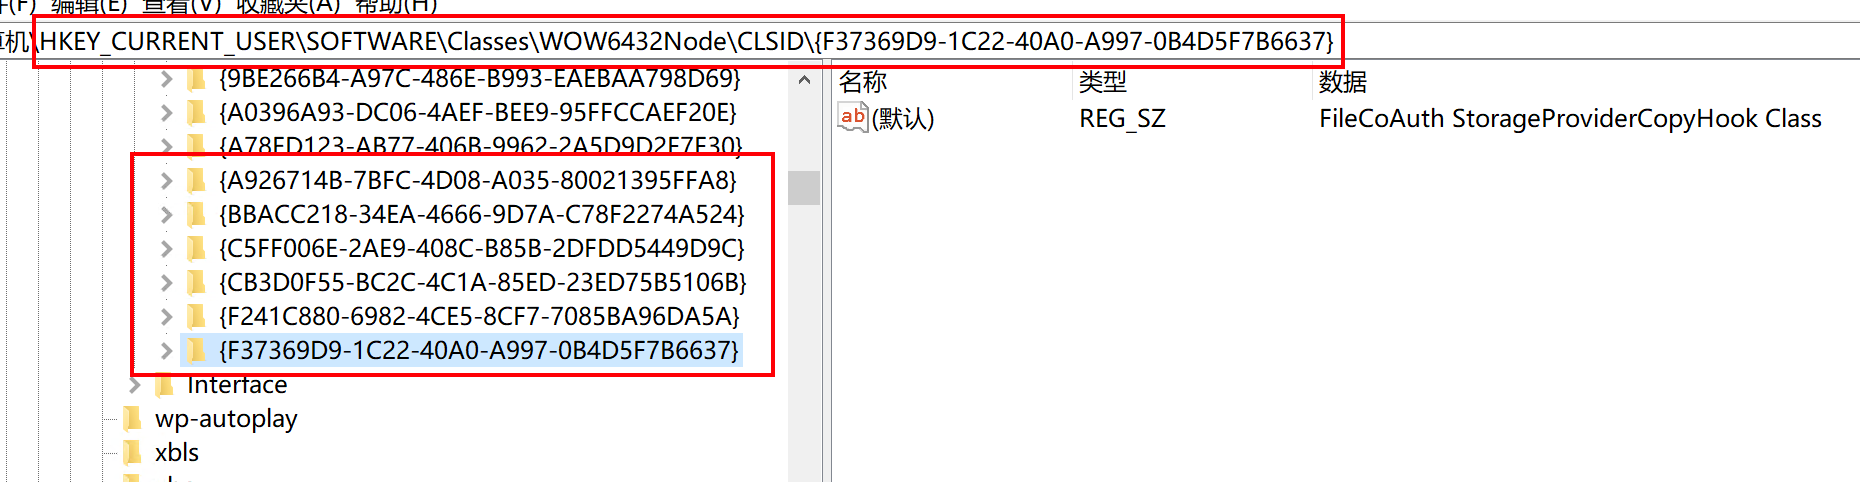 编辑(E) 查看(V) 收藏夹(A) 帮助(H)
机\HKEY_CURRENT_USER\SOFTWARE\Classes\WOW6432Node\CLSID\{F37369D9-1C22-40A0-A997-0B4D5F7B6637}
{9BE266B4-A97C-486E-B993-EAEBAA798D69}
{A0396A93-DC06-4AEF-BEE9-95FFCCAEF20E}
{A78ED123-AB77-406B-9962-2A5D9D2F7F30}
{A926714B-7BFC-4D08-A035-80021395FFA8}
{BBACC218-34EA-4666-9D7A-C78F2274A524}
{C5FF006E-2AE9-408C-B85B-2DFDD5449D9C}
{CB3D0F55-BC2C-4C1A-85ED-23ED75B5106B}
{F241C880-6982-4CE5-8CF7-7085BA96DA5A}
{F37369D9-1C22-40A0-A997-0B4D5F7B6637}
Interface
wp-autoplay
xbls
名称 类型 数据
ab (默认) REG_SZ FileCoAuth StorageProviderCopyHook Class